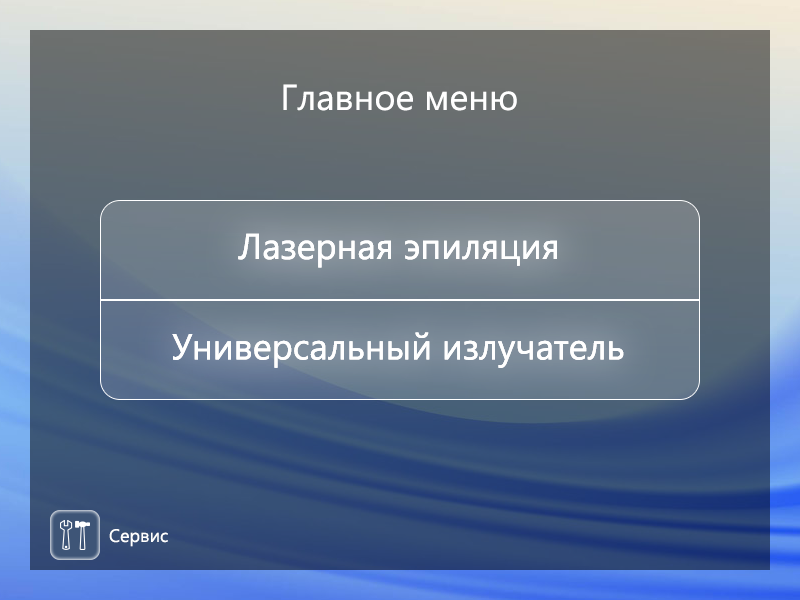 Главное меню
Лазерная эпиляция
Универсальный излучатель
Сервис